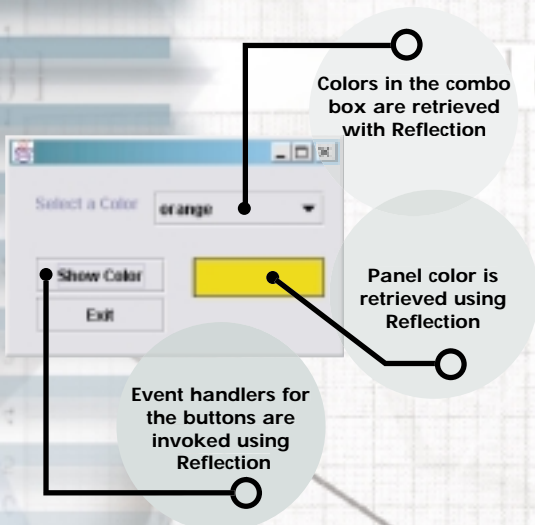 Colors in the combo
box are retrieved
with Reflection
Select a Color
orange
Show Color
Exit
Panel color is
retrieved using
Reflection
Event handlers for
the buttons are
invoked using
Reflection